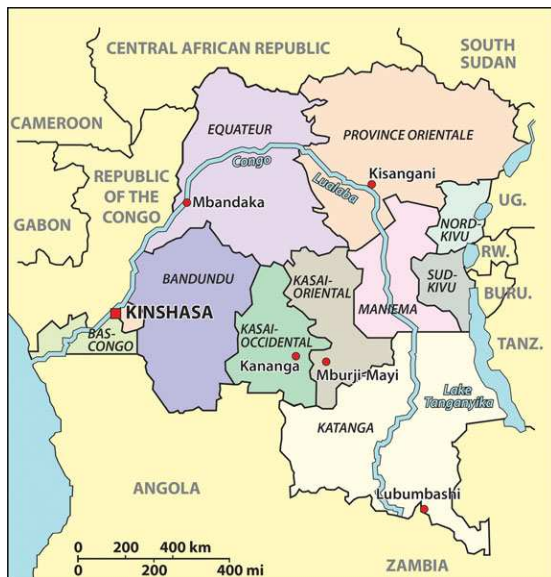 CENTRAL AFRICAN REPUBLIC
SOUTH
SUDAN
CAMEROON
EQUATEUR
PROVINCE ORIENTALE
Congo
REPUBLIC
OF THE
CONGO
Lualaba
Kisangani
Mbandaka
GABON
NORD-
KIVU
UG.
RW.
BANDUNDU
KASAI-
ORIENTAL
SUD-
KIVU
MANIEMA
BURU.
KINSHASA
BAS-
CONGO
KASAI-
OCCIDENTAL
TANZ.
Kananga
Mburji-Mayi
Lake
Tanganyika
KATANGA
ANGOLA
Lubumbashi
0 200 400 km
0 200 400 mi
ZAMBIA